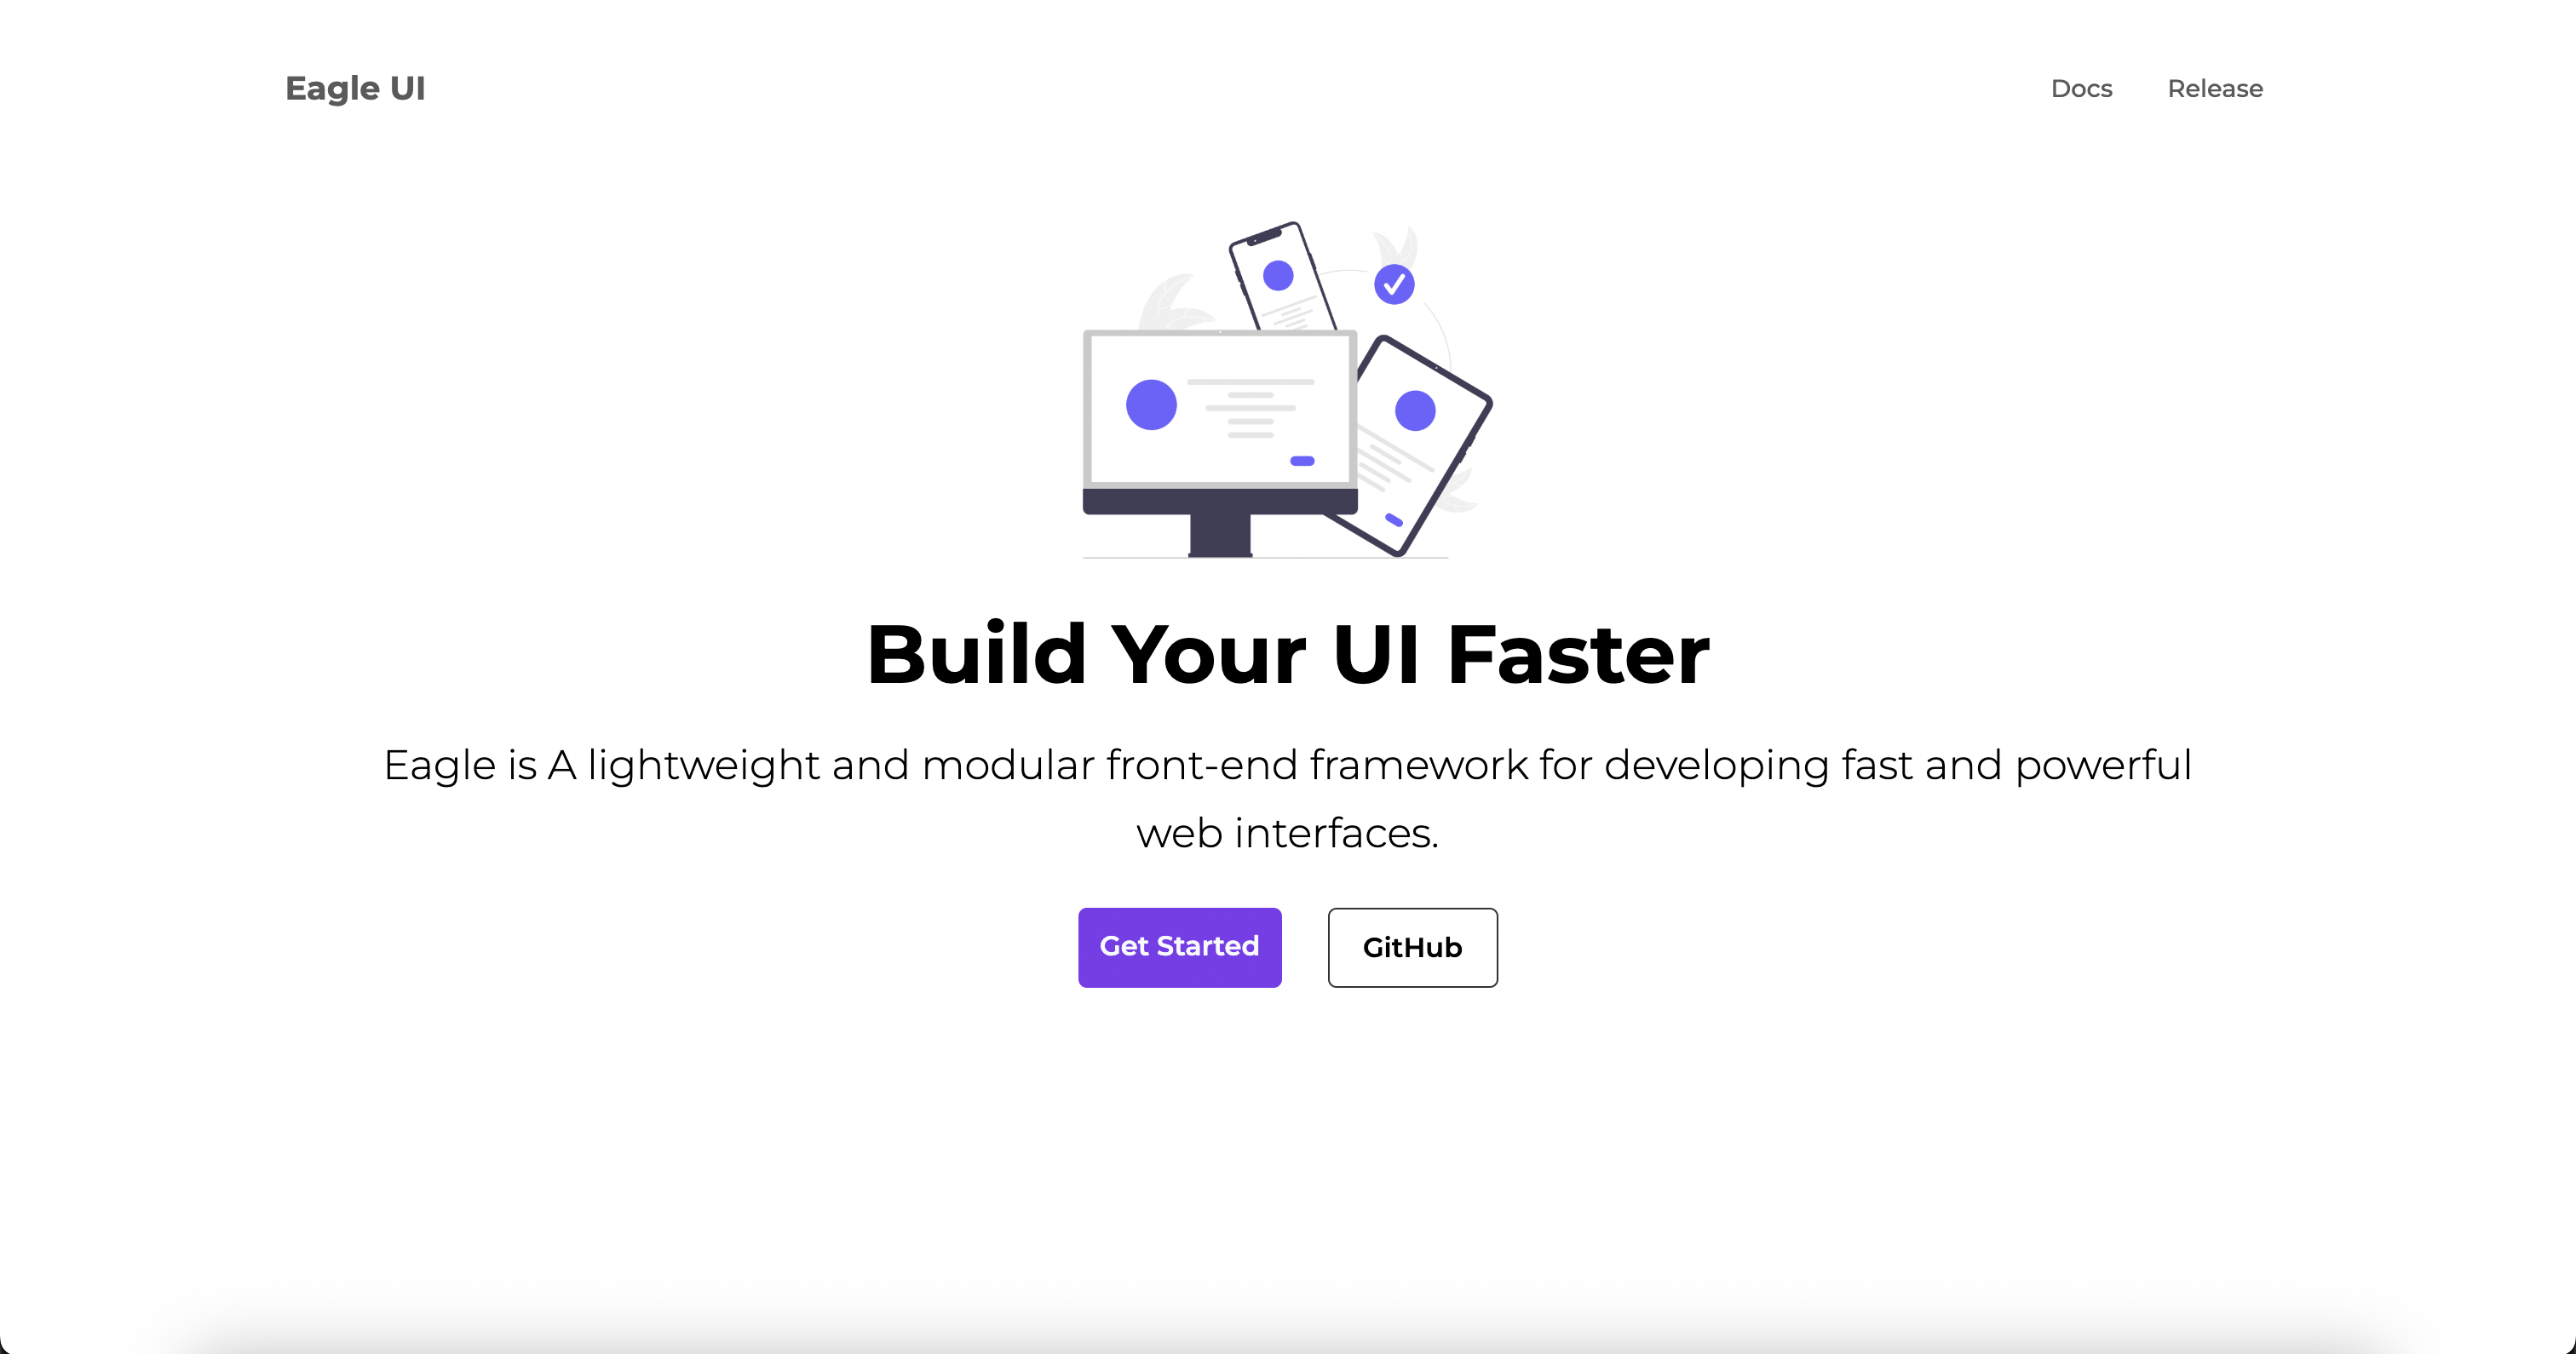 Eagle UI
Docs Release
Build Your UI Faster
Eagle is A lightweight and modular front-end framework for developing fast and powerful
web interfaces.
Get Started GitHub